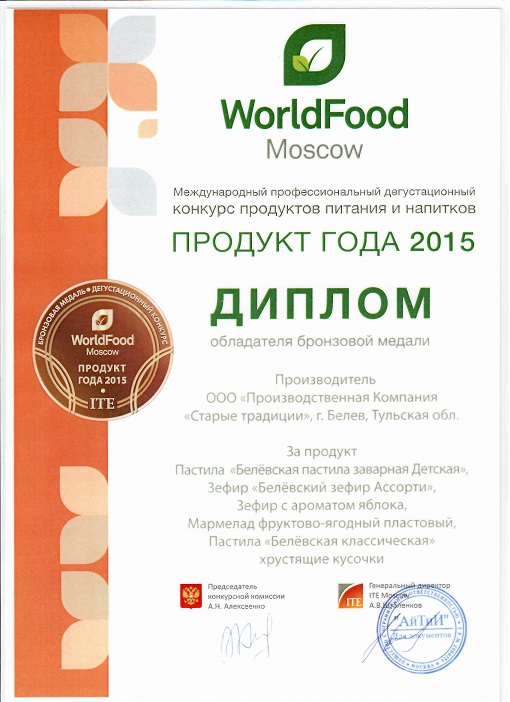 WorldFood
Moscow
Международный профессиональный дегустационный
конкурс продуктов питания и напитков
ПРОДУКТ ГОДА 2015
ДИПЛОМ
обладателя бронзовой медали
БРОНЗОВАЯ МЕДАЛЬ • ДЕГУСТАЦИОННЫЙ КОНКУРС
WorldFood
Moscow
ПРОДУКТ
ГОДА 2015
ITE
Производитель
ООО «Производственная Компания
«Старые традиции», г. Белев, Тульская обл.
За продукт
Пастила «Белёвская пастила заварная Детская»,
Зефир «Белёвский зефир Ассорти»,
Зефир с ароматом яблока,
Мармелад фруктово-ягодный пластовый,
Пастила «Белёвская классическая»
хрустящие кусочки
Председатель
конкурсной комиссии
А.Н. Алексеенко
ITE
Генеральный директор
ITE Moscow
"АйТиИ"
Для документов
МОСКВА